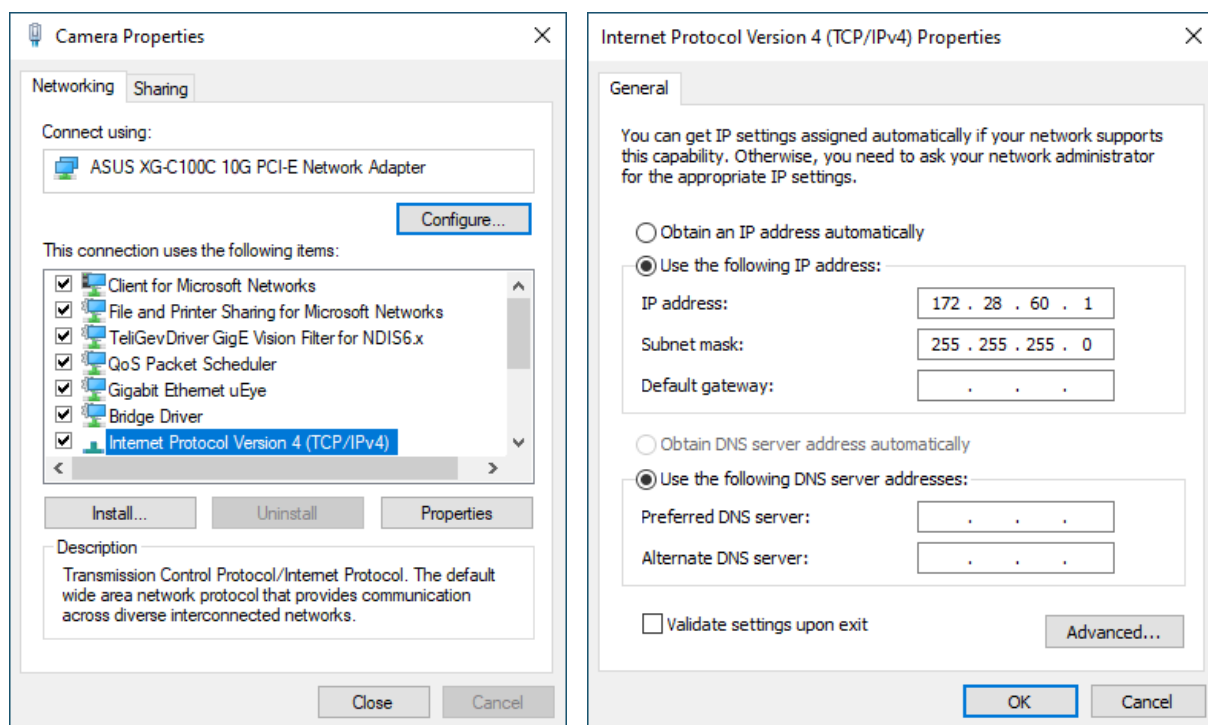 Camera Properties
Networking
Sharing
Connect using:
ASUS XG-C100C 10G PCI-E Network Adapter
Configure...
This connection uses the following items:
Client for Microsoft Networks
File and Printer Sharing for Microsoft Networks
TeliGevDriver GigE Vision Filter for NDIS6.x
QoS Packet Scheduler
Gigabit Ethernet uEye
Bridge Driver
Internet Protocol Version 4 (TCP/IPv4)
Install...
Uninstall
Properties
Description
Transmission Control Protocol/Internet Protocol. The default
wide area network protocol that provides communication
across diverse interconnected networks.
Close
Cancel
Internet Protocol Version 4 (TCP/IPv4) Properties
General
You can get IP settings assigned automatically if your network supports
this capability. Otherwise, you need to ask your network administrator
for the appropriate IP settings.
Obtain an IP address automatically
Use the following IP address:
IP address: 172 . 28 . 60 . 1
Subnet mask: 255 . 255 . 255 . 0
Default gateway: . . .
Obtain DNS server address automatically
Use the following DNS server addresses:
Preferred DNS server: . . .
Alternate DNS server: . . .
Validate settings upon exit
Advanced...
OK
Cancel